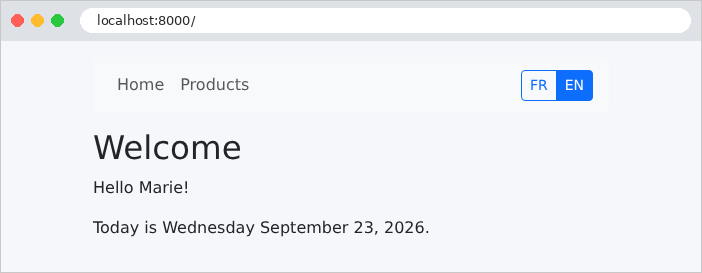 localhost:8000/
Home Products FR EN
Welcome
Hello Marie!
Today is Wednesday September 23, 2026.